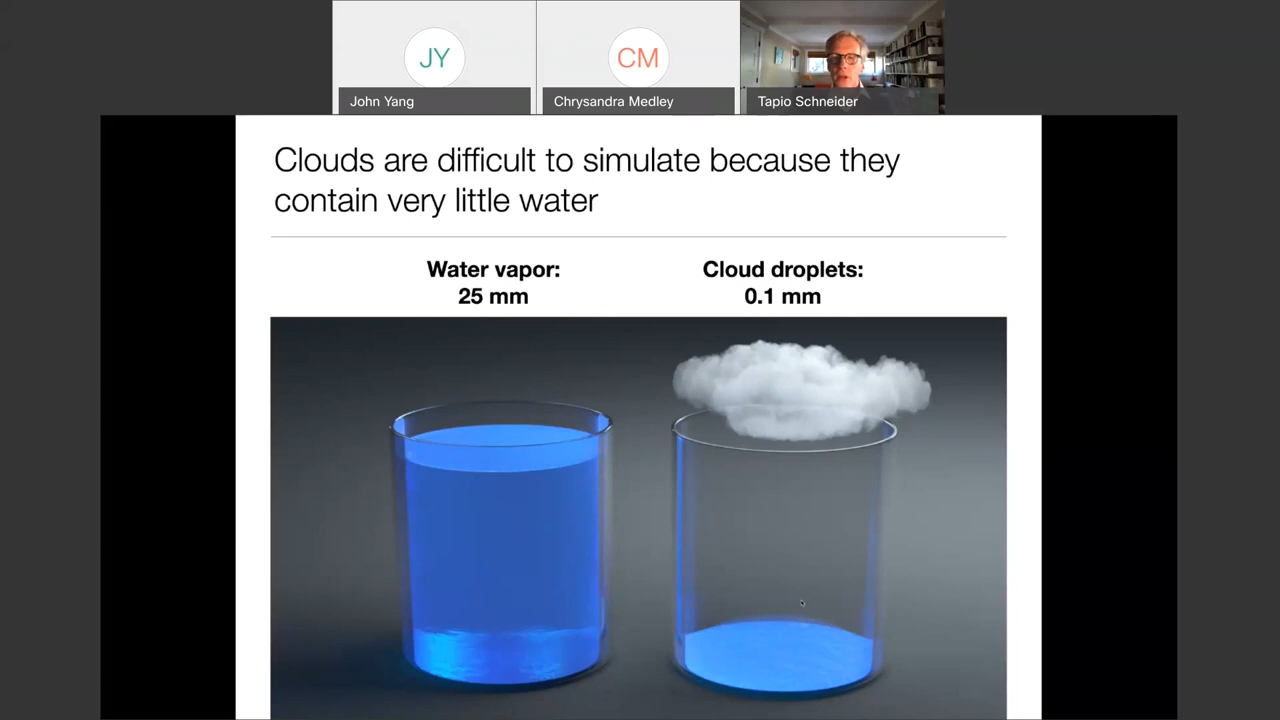 JY
CM
John Yang
Chrysandra Medley
Tapio Schneider
Clouds are difficult to simulate because they
contain very little water
Water vapor:
25 mm
Cloud droplets:
0.1 mm